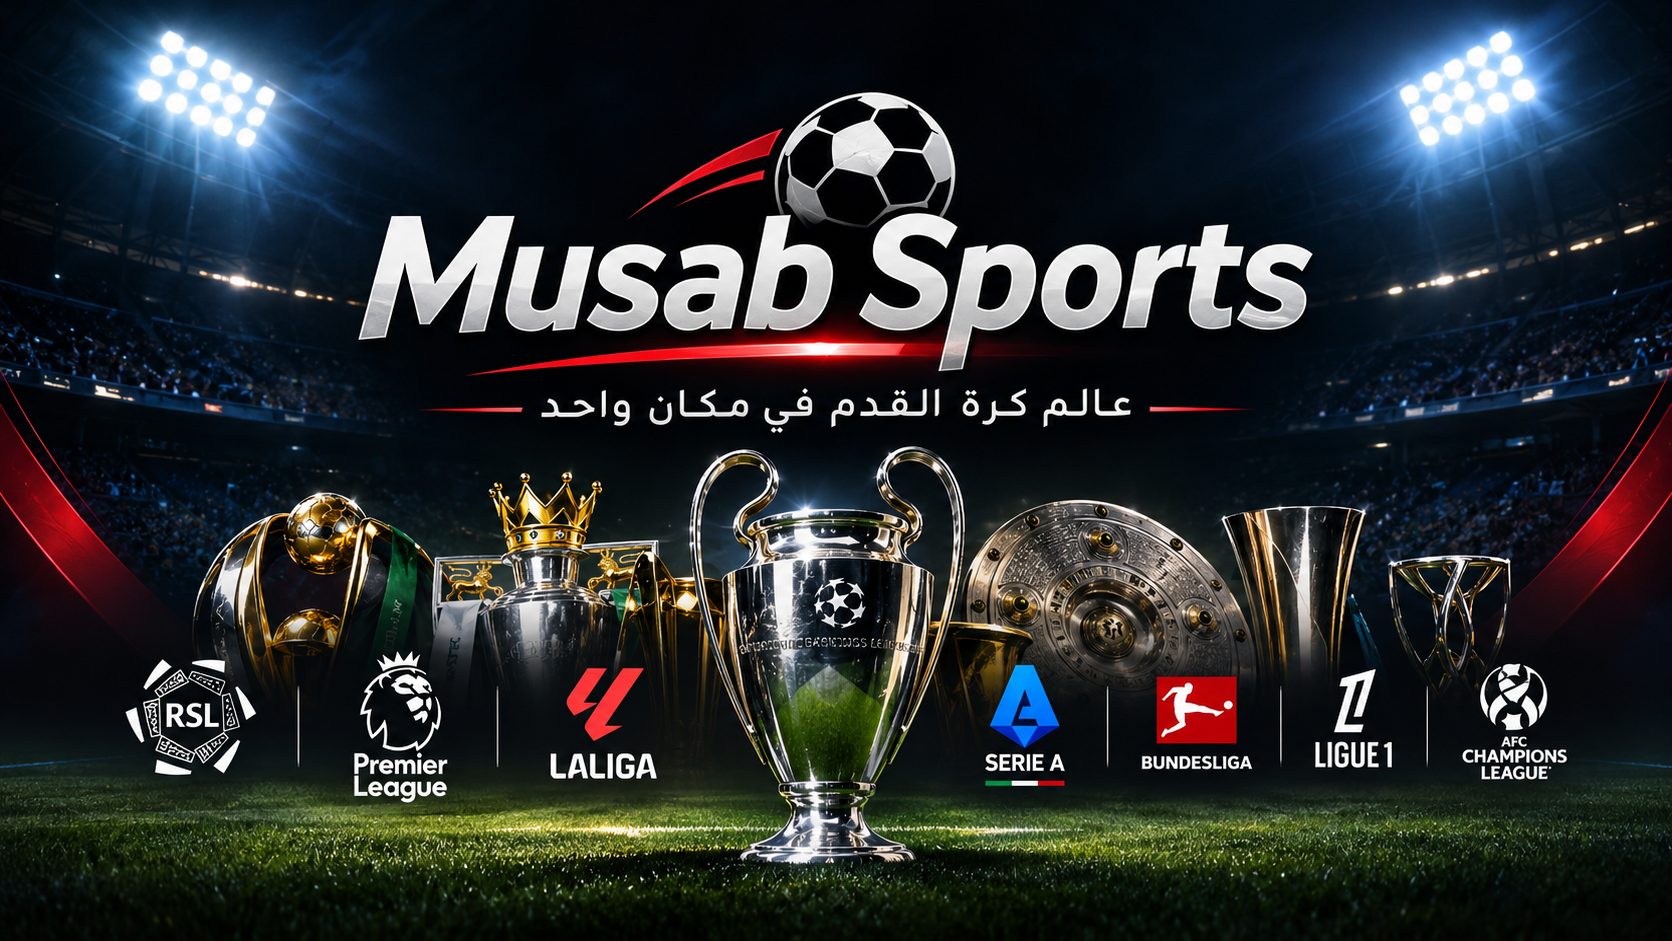 Musab Sports
عالم كرة القدم في مكان واحد
RSL
Premier
League
LALIGA
SERIE A
BUNDESLIGA
LIGUE 1
AFC
CHAMPIONS
LEAGUE